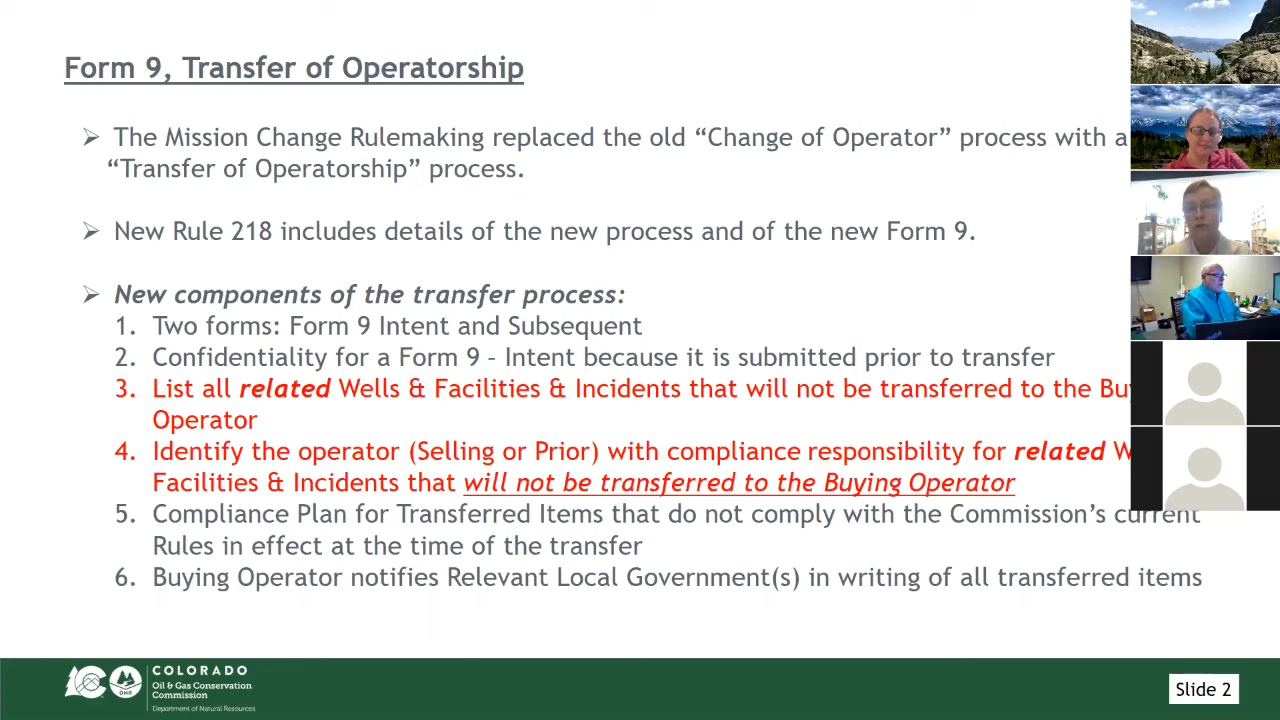 Form 9, Transfer of Operatorship
➢ The Mission Change Rulemaking replaced the old “Change of Operator” process with a
“Transfer of Operatorship” process.
➢ New Rule 218 includes details of the new process and of the new Form 9.
➢ New components of the transfer process:
1. Two forms: Form 9 Intent and Subsequent
2. Confidentiality for a Form 9 – Intent because it is submitted prior to transfer
3. List all related Wells & Facilities & Incidents that will not be transferred to the
Operator
4. Identify the operator (Selling or Prior) with compliance responsibility for related
Facilities & Incidents that will not be transferred to the Buying Operator
5. Compliance Plan for Transferred Items that do not comply with the Commission’s current
Rules in effect at the time of the transfer
6. Buying Operator notifies Relevant Local Government(s) in writing of all transferred items
COLORADO
Oil & Gas Conservation
Commission
Department of Natural Resources
DNR
Slide 2